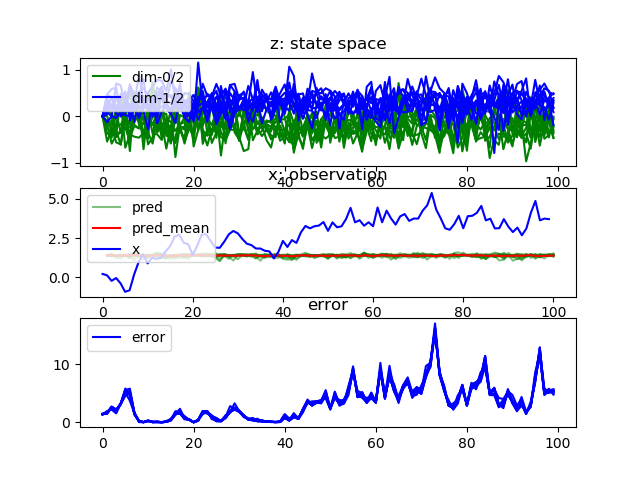 z: state space
1
0
−1
dim-0/2
dim-1/2
0 20 40 60 80 100
x: observation
5.0
2.5
0.0
pred
pred_mean
x
0 20 40 60 80 100
error
10
0
error
0 20 40 60 80 100